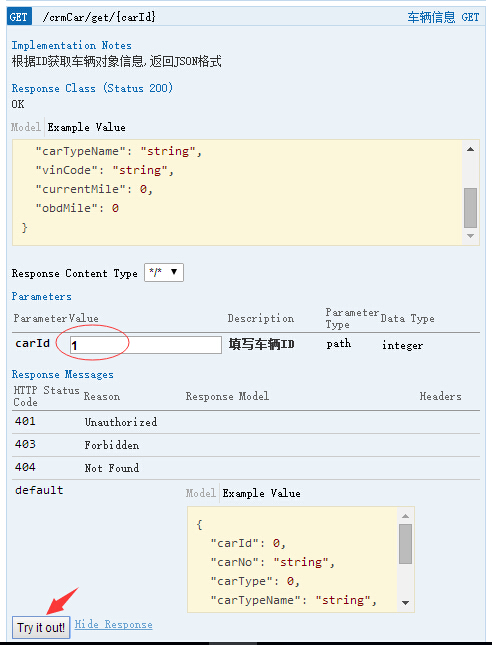 GET /crmCar/get/{carId} 车辆信息 GET
Implementation Notes
根据ID获取车辆对象信息,返回JSON格式
Response Class (Status 200)
OK
Model Example Value
"carTypeName": "string",
"vinCode": "string",
"currentMile": 0,
"obdMile": 0
}
Response Content Type */*
Parameters
Parameter Value Description Parameter Type Data Type
carId 1 填写车辆ID path integer
Response Messages
HTTP Status Code Reason Response Model Headers
401 Unauthorized
403 Forbidden
404 Not Found
default Model Example Value
{
"carId": 0,
"carNo": "string",
"carType": 0,
"carTypeName": "string",
Try it out! Hide Response